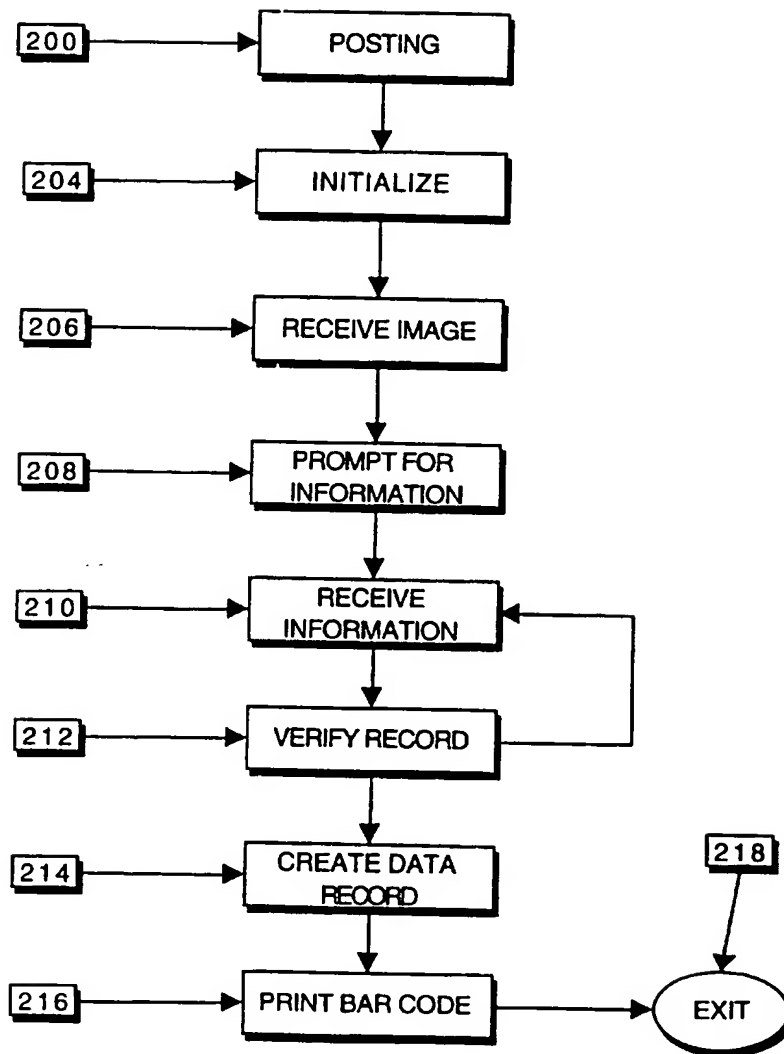 200
POSTING
204
INITIALIZE
206
RECEIVE IMAGE
208
PROMPT FOR
INFORMATION
210
RECEIVE
INFORMATION
212
VERIFY RECORD
214
CREATE DATA
RECORD
218
216
PRINT BAR CODE
EXIT